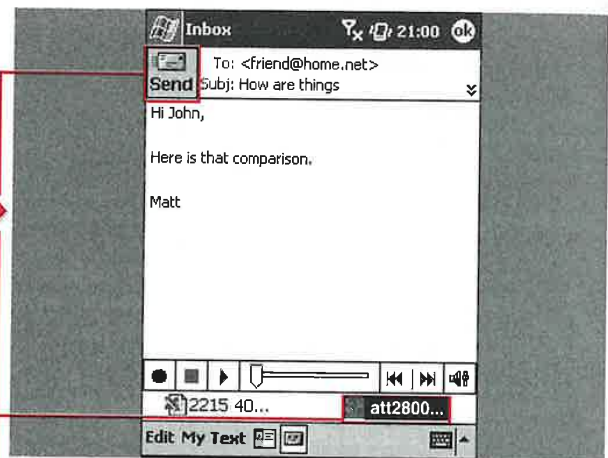 Inbox 21:00 ok
To: <friend@home.net>
Send Subj: How are things
Hi John,
Here is that comparison.
Matt
2215 40...
att2800...
Edit My Text